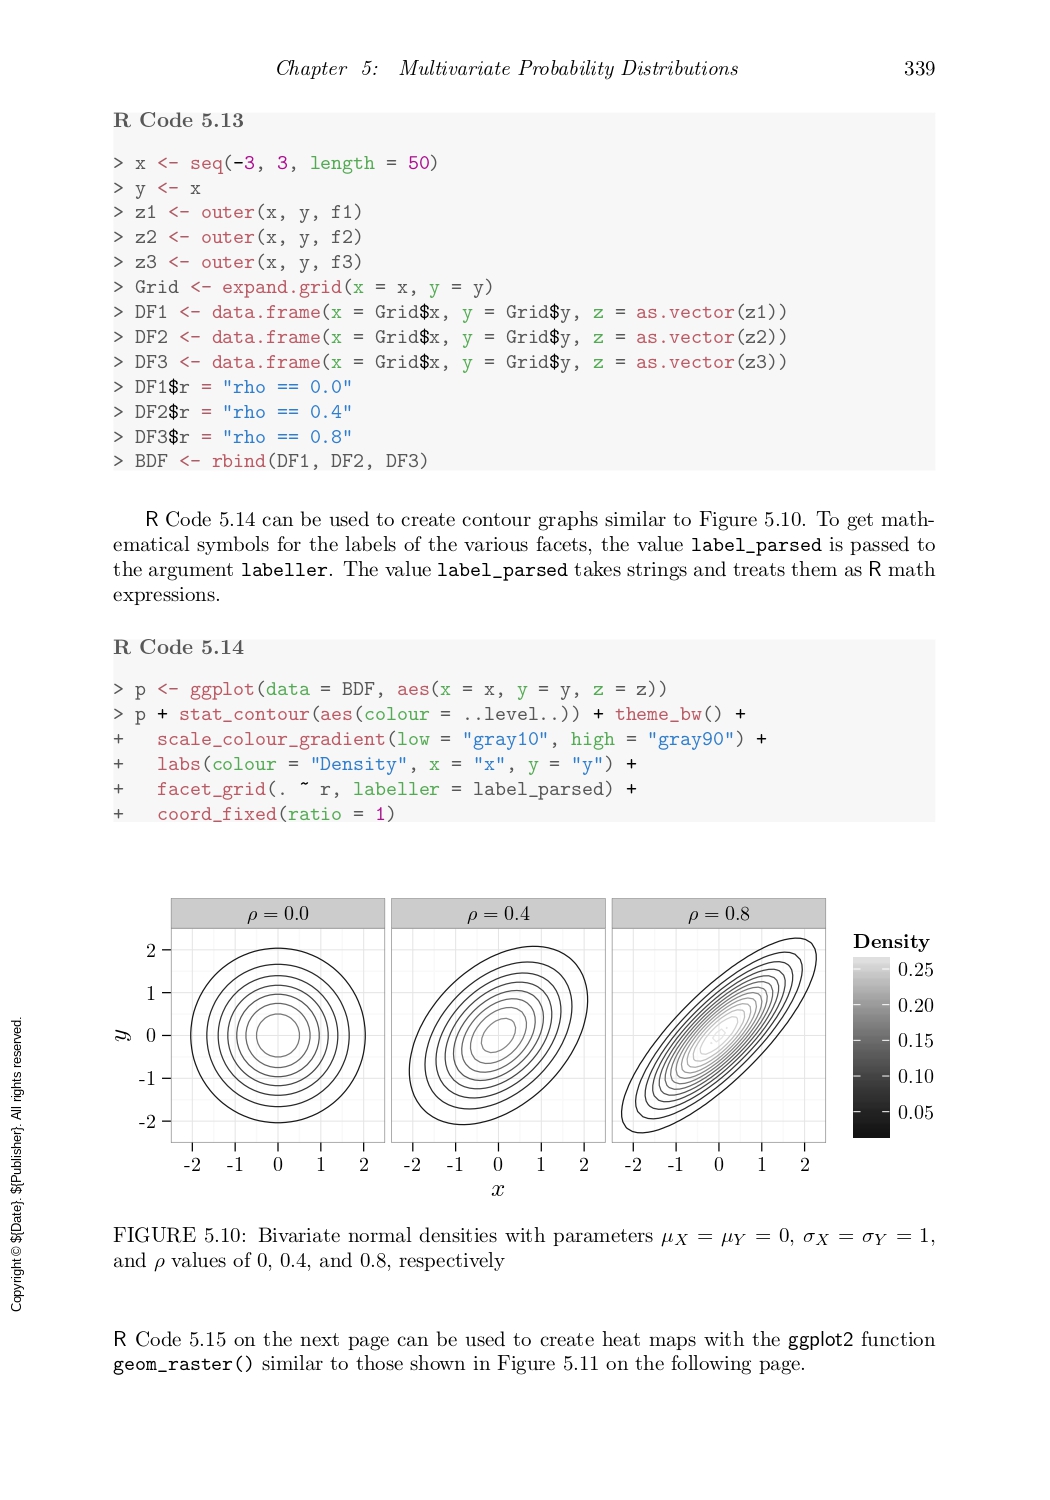 Chapter 5: Multivariate Probability Distributions 339
R Code 5.13
> x <- seq(-3, 3, length = 50)
> y <- x
> z1 <- outer(x, y, f1)
> z2 <- outer(x, y, f2)
> z3 <- outer(x, y, f3)
> Grid <- expand.grid(x = x, y = y)
> DF1 <- data.frame(x = Grid$x, y = Grid$y, z = as.vector(z1))
> DF2 <- data.frame(x = Grid$x, y = Grid$y, z = as.vector(z2))
> DF3 <- data.frame(x = Grid$x, y = Grid$y, z = as.vector(z3))
> DF1$r = "rho == 0.0"
> DF2$r = "rho == 0.4"
> DF3$r = "rho == 0.8"
> BDF <- rbind(DF1, DF2, DF3)
R Code 5.14 can be used to create contour graphs similar to Figure 5.10. To get math-
ematical symbols for the labels of the various facets, the value label_parsed is passed to
the argument labeller. The value label_parsed takes strings and treats them as R math
expressions.
R Code 5.14
> p <- ggplot(data = BDF, aes(x = x, y = y, z = z))
> p + stat_contour(aes(colour = ..level..)) + theme_bw() +
+   scale_colour_gradient(low = "gray10", high = "gray90") +
+   labs(colour = "Density", x = "x", y = "y") +
+   facet_grid(. ~ r, labeller = label_parsed) +
+   coord_fixed(ratio = 1)
ρ = 0.0 ρ = 0.4 ρ = 0.8
Density
2
1
0
-1
-2
y
0.25
0.20
0.15
0.10
0.05
-2 -1 0 1 2 -2 -1 0 1 2 -2 -1 0 1 2
x
FIGURE 5.10: Bivariate normal densities with parameters μX = μY = 0, σX = σY = 1,
and ρ values of 0, 0.4, and 0.8, respectively
R Code 5.15 on the next page can be used to create heat maps with the ggplot2 function
geom_raster() similar to those shown in Figure 5.11 on the following page.
Copyright © ${Date}. ${Publisher}. All rights reserved.